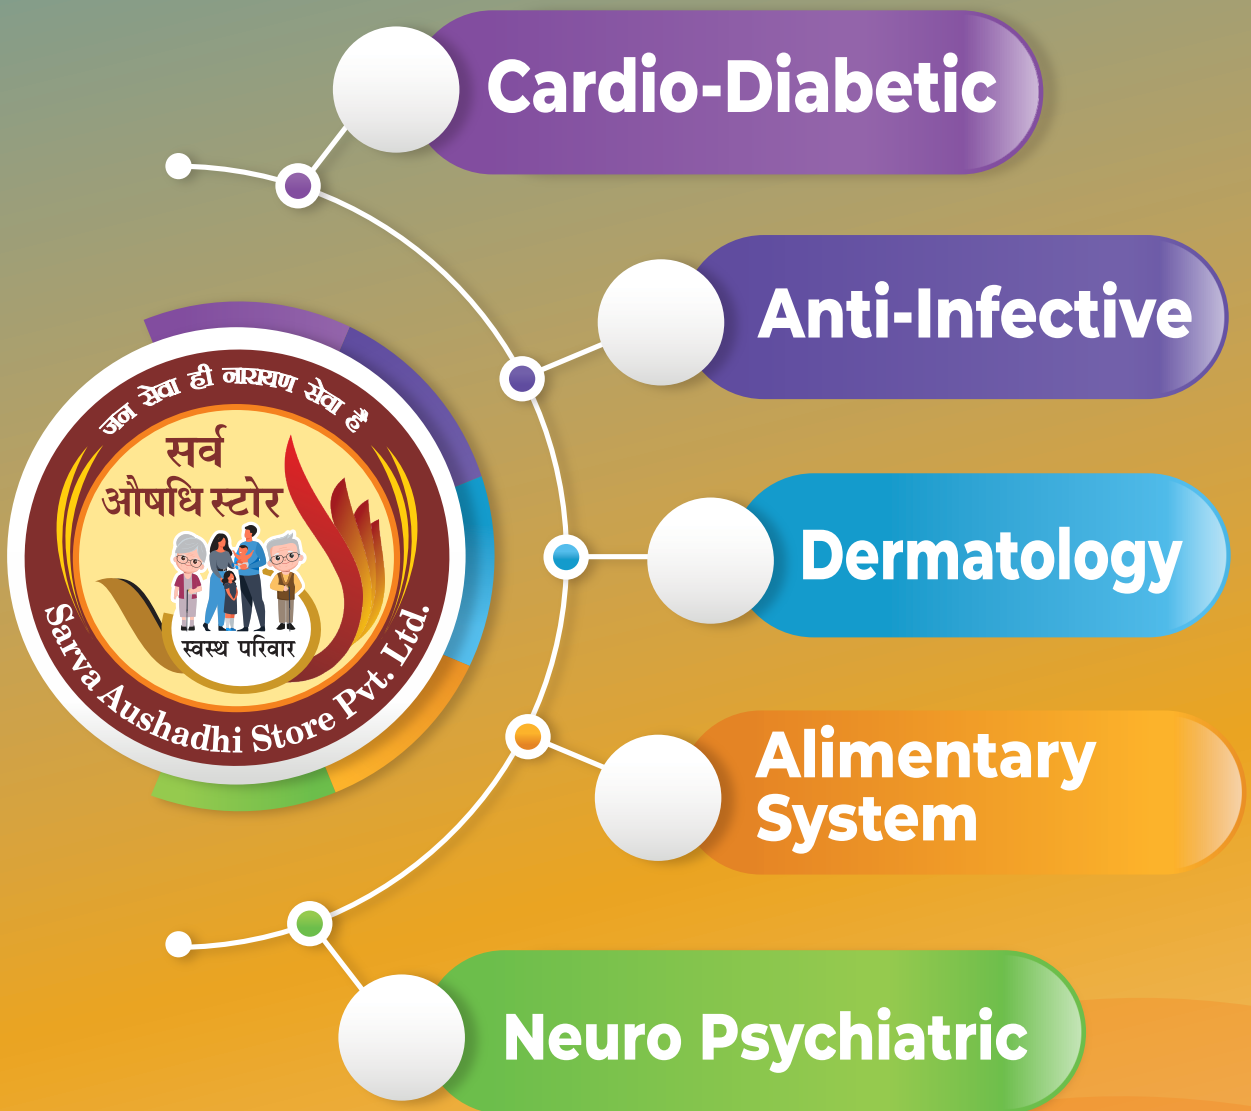 Cardio-Diabetic
Anti-Infective
जन सेवा ही नारायण सेवा है
सर्व
औषधि स्टोर
स्वस्थ परिवार
Sarva Aushadhi Store Pvt. Ltd.
Dermatology
Alimentary
System
Neuro Psychiatric